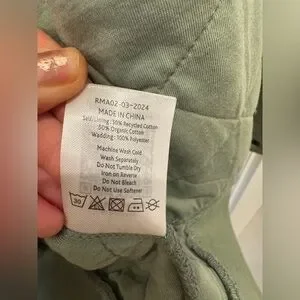 RMA02-03-2024
MADE IN CHINA
Self/Lining: 50% Recycled Cotton
50% Organic Cotton
Wadding: 100% Polyester
Machine Wash Cold
Wash Separately
Do Not Tumble Dry
Iron on Reverse
Do Not Bleach
Do Not Use Softener
30